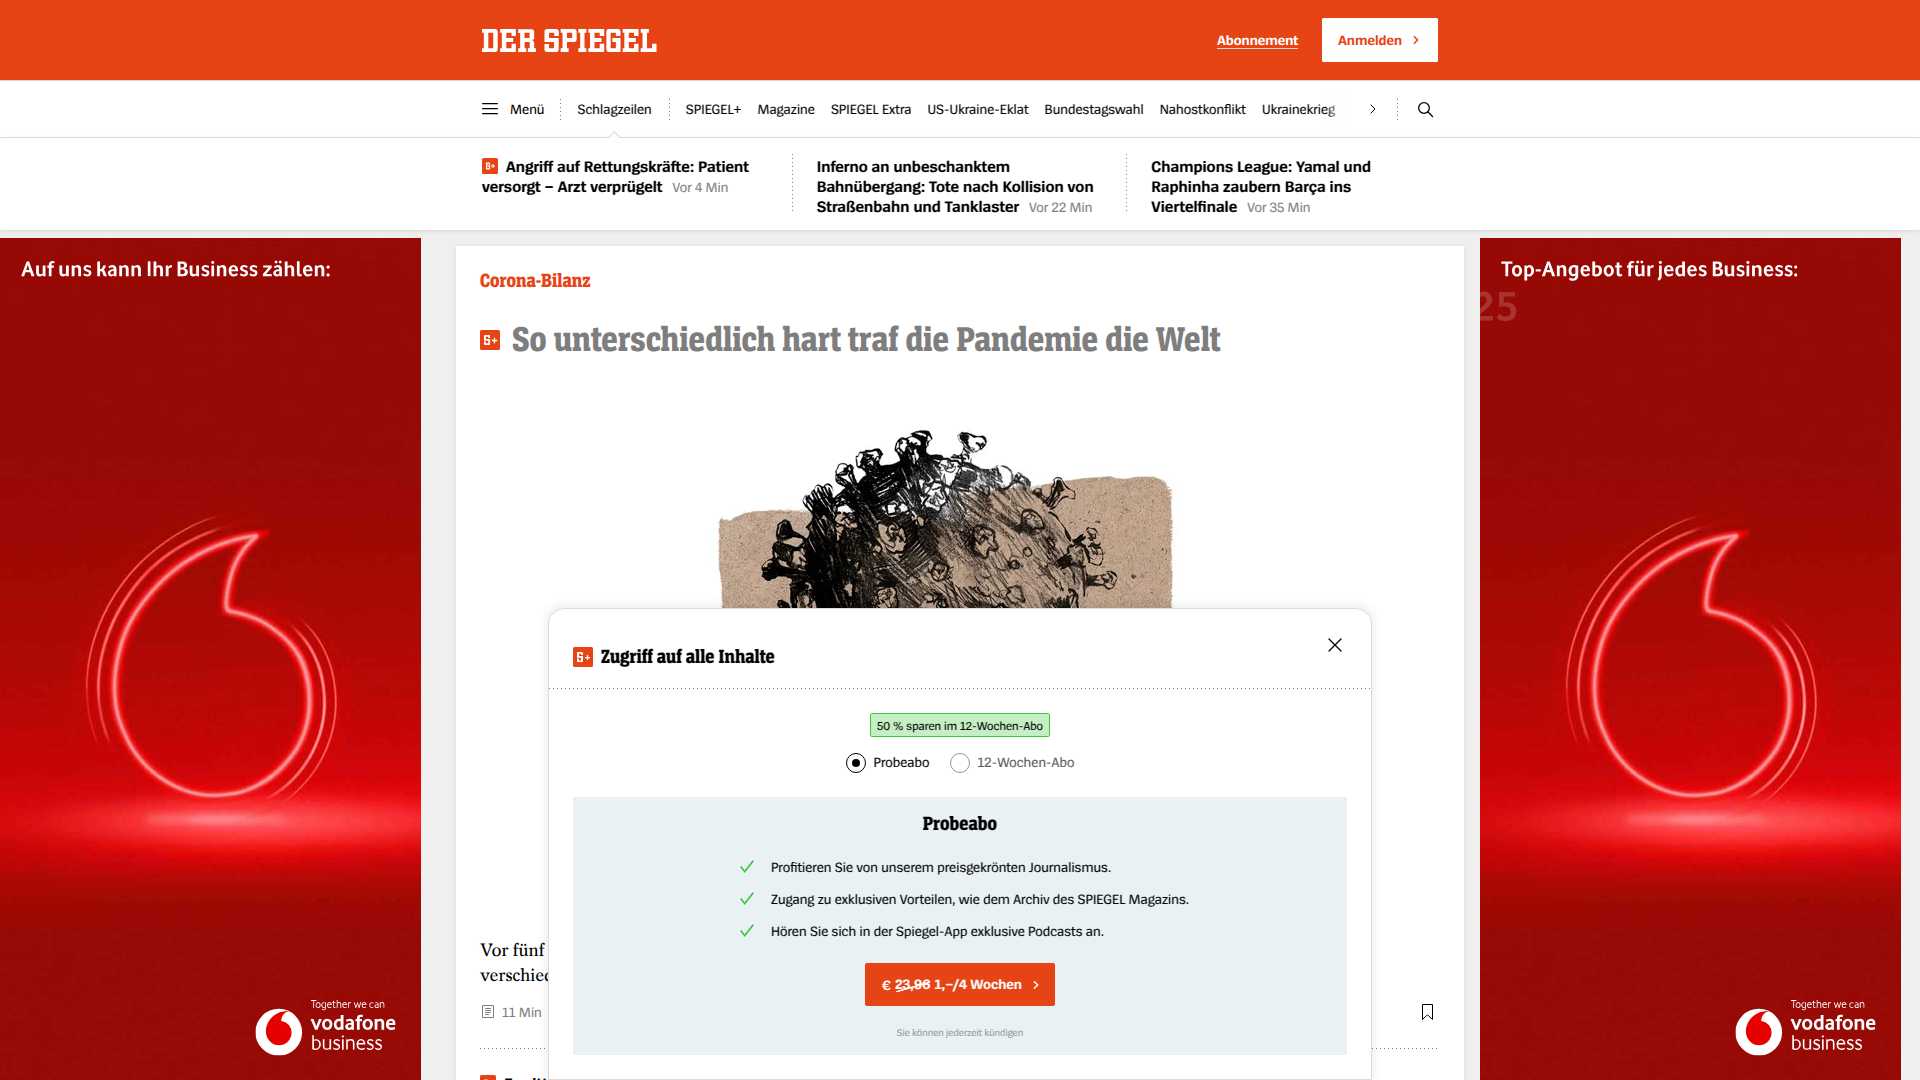 DER SPIEGEL
Abonnement
Anmelden
Menü
Schlagzeilen
SPIEGEL+
Magazine
SPIEGEL Extra
US-Ukraine-Eklat
Bundestagswahl
Nahostkonflikt
Ukrainekrieg
Angriff auf Rettungskräfte: Patient
versorgt – Arzt verprügelt Vor 4 Min
Inferno an unbeschanktem
Bahnübergang: Tote nach Kollision von
Straßenbahn und Tanklaster Vor 22 Min
Champions League: Yamal und
Raphinha zaubern Barça ins
Viertelfinale Vor 35 Min
Auf uns kann Ihr Business zählen:
Together we can
vodafone
business
Corona-Bilanz
So unterschiedlich hart traf die Pandemie die Welt
Zugriff auf alle Inhalte
50 % sparen im 12-Wochen-Abo
Probeabo
12-Wochen-Abo
Probeabo
Profitieren Sie von unserem preisgekrönten Journalismus.
Zugang zu exklusiven Vorteilen, wie dem Archiv des SPIEGEL Magazins.
Hören Sie sich in der Spiegel-App exklusive Podcasts an.
€ 23,96 1,–/4 Wochen
Sie können jederzeit kündigen
Vor fünf
11 Min
Top-Angebot für jedes Business:
25
Together we can
vodafone
business